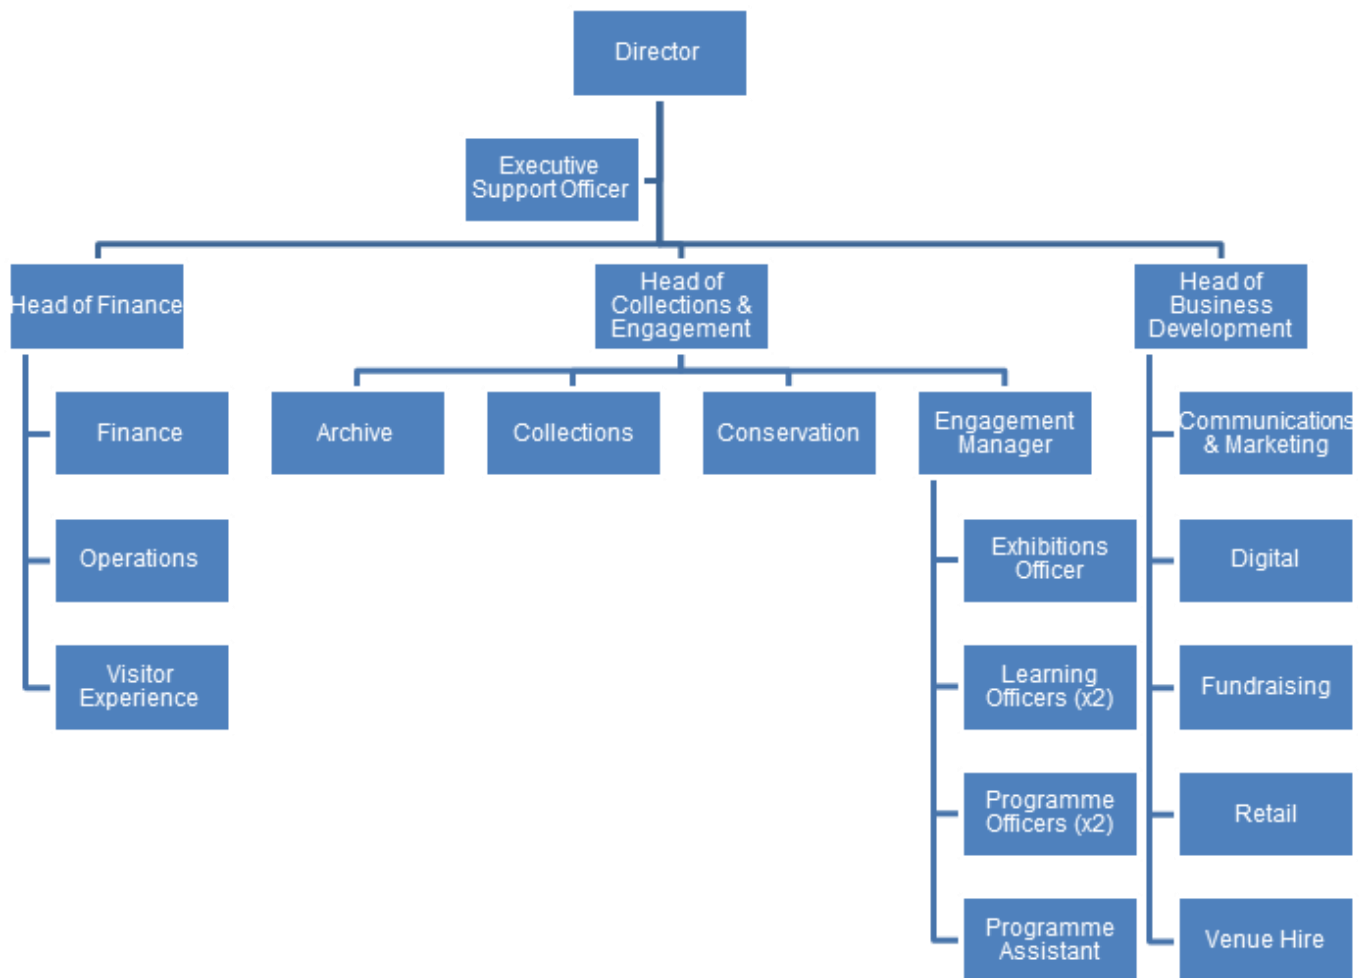 Director
Executive
Support Officer
Head of Finance
Head of
Collections &
Engagement
Head of
Business
Development
Finance
Archive
Collections
Conservation
Engagement
Manager
Communications
& Marketing
Operations
Exhibitions
Officer
Digital
Visitor
Experience
Learning
Officers (x2)
Fundraising
Programme
Officers (x2)
Retail
Programme
Assistant
Venue Hire